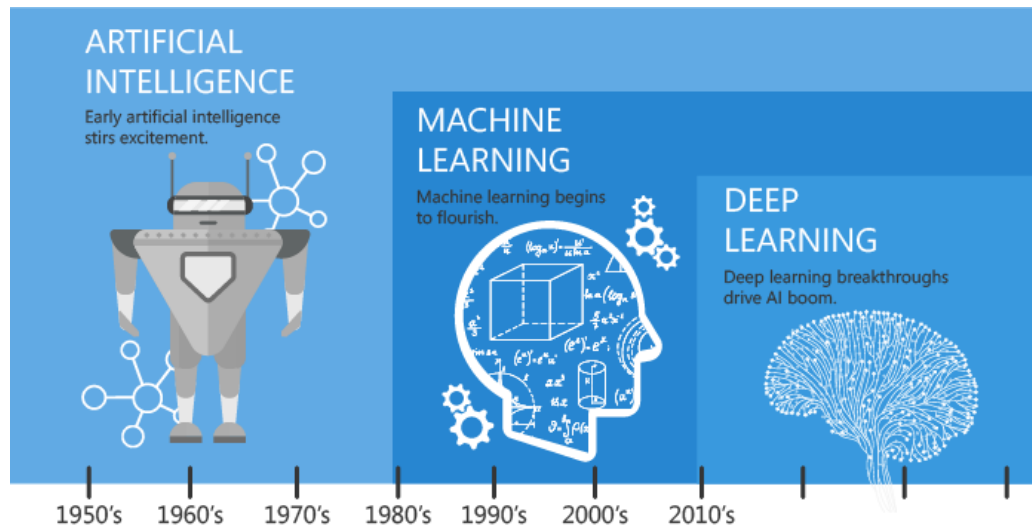 ARTIFICIAL
INTELLIGENCE
Early artificial intelligence
stirs excitement.
MACHINE
LEARNING
Machine learning begins
to flourish.
DEEP
LEARNING
Deep learning breakthroughs
drive AI boom.
1950's 1960's 1970's 1980's 1990's 2000's 2010's